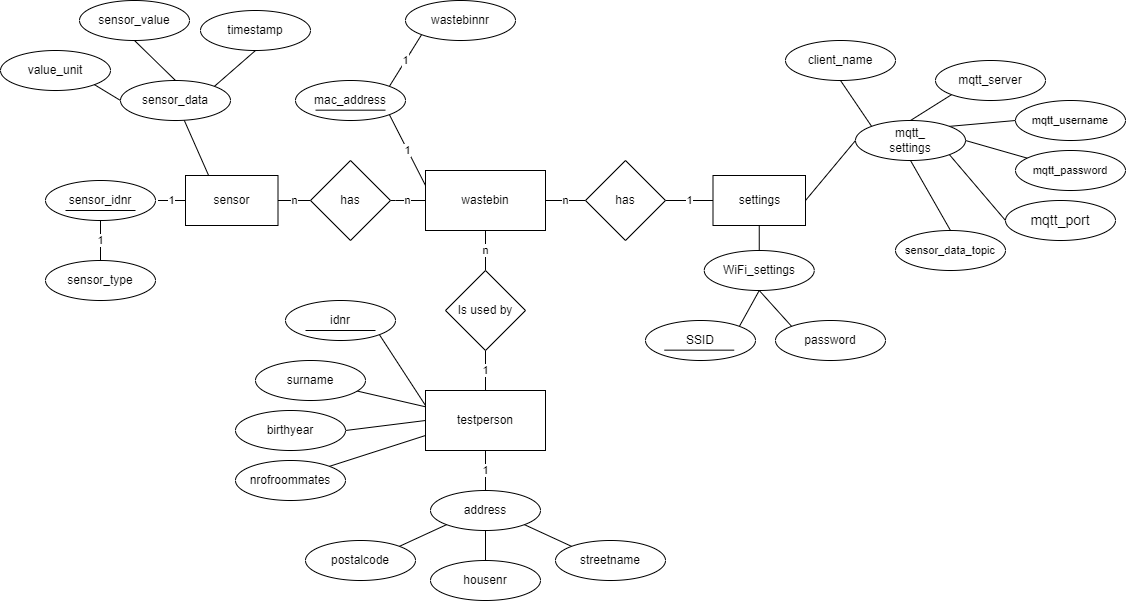 sensor_value
wastebinnr
timestamp
client_name
value_unit
1
mqtt_server
sensor_data
mac_address
mqtt_username
mqtt_
settings
1
mqtt_password
sensor_idnr
1
sensor
n
has
n
wastebin
n
has
1
settings
mqtt_port
1
n
sensor_data_topic
sensor_type
WiFi_settings
Is used by
idnr
SSID
password
1
surname
testperson
birthyear
nrofroommates
1
address
postalcode
streetname
housenr